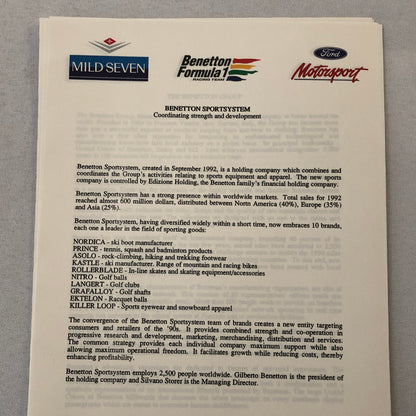 MILD SEVEN
Benetton
Formula 1
RACING TEAM
Ford
Motorsport
BENETTON SPORTSYSTEM
Coordinating strength and development
Benetton Sportsystem, created in September 1992, is a holding company which combines and
coordinates the Group's activities relating to sports equipment and apparel. The new sports
company is controlled by Edizione Holding, the Benetton family's financial holding company.
Benetton Sportsystem has a strong presence within worldwide markets. Total sales for 1992
reached almost 600 million dollars, distributed between North America (40%), Europe (35%)
and Asia (25%).
Benetton Sportsystem, having diversified widely within a short time, now embraces 10 brands,
each one a leader in the field of sporting goods:
NORDICA - ski boot manufacturer
PRINCE - tennis, squash and badminton products
ASOLO - rock-climbing, hiking and trekking footwear
KASTLE - ski manufacturer. Range of mountain and racing bikes
ROLLERBLADE - In-line skates and skating equipment/accessories
NITRO - Golf balls
LANGERT - Golf clubs
GRAFALLOY - Golf shafts
EKTELON - Racquet balls
KILLER LOOP - Sports eyewear and snowboard apparel
The convergence of the Benetton Sportsystem team of brands creates a new entity targeting
consumers and retailers of the '90s. It provides combined strength and co-operation in
progressive research and development, marketing, merchandising, distribution and services.
The common strategy provides each individual company maximum support while also
allowing maximum operational freedom. It facilitates growth while reducing costs, thereby
enhancing profitability.
Benetton Sportsystem employs 2,500 people worldwide. Gilberto Benetton is the president of
the holding company and Silvano Storer is the Managing Director.